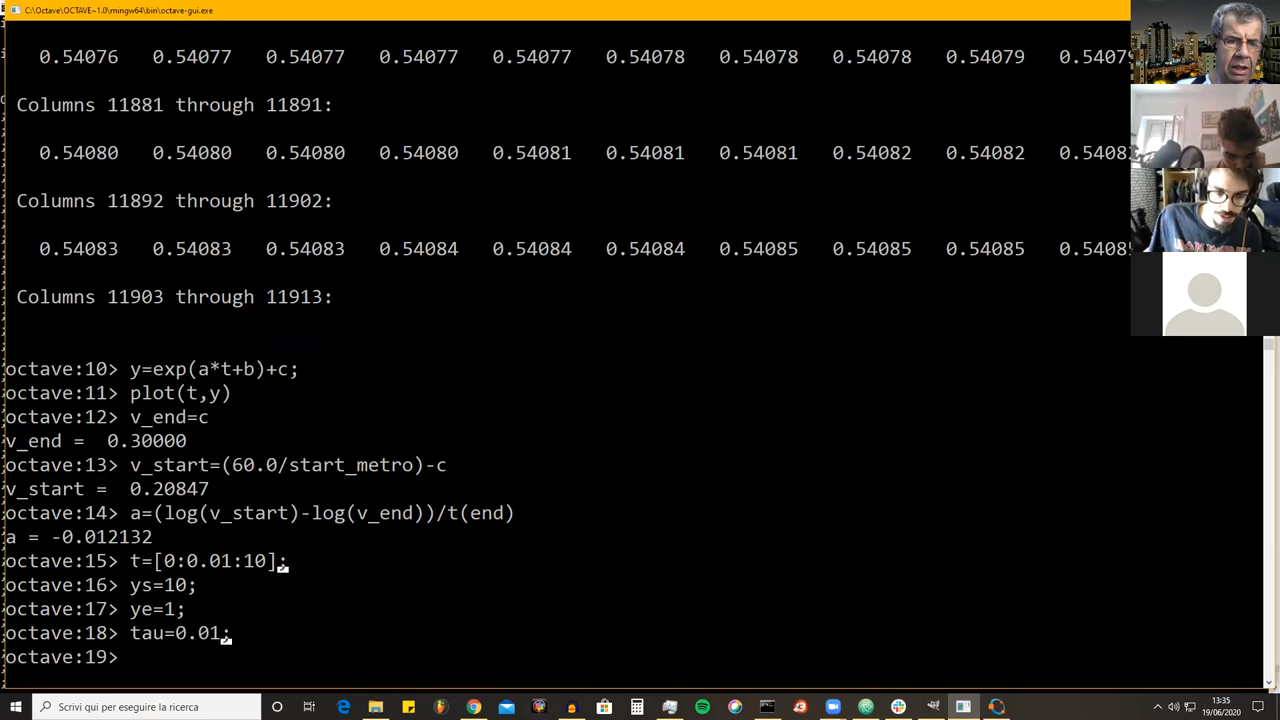 C:\Octave\OCTAVE~1.0\mingw64\bin\octave-gui.exe
0.54076 0.54077 0.54077 0.54077 0.54077 0.54078 0.54078 0.54078 0.54079
Columns 11881 through 11891:
0.54080 0.54080 0.54080 0.54080 0.54081 0.54081 0.54081 0.54082 0.54082
Columns 11892 through 11902:
0.54083 0.54083 0.54083 0.54084 0.54084 0.54084 0.54085 0.54085 0.54085
Columns 11903 through 11913:
octave:10> y=exp(a*t+b)+c;
octave:11> plot(t,y)
octave:12> v_end=c
v_end = 0.30000
octave:13> v_start=(60.0/start_metro)-c
v_start = 0.20847
octave:14> a=(log(v_start)-log(v_end))/t(end)
a = -0.012132
octave:15> t=[0:0.01:10];
octave:16> ys=10;
octave:17> ye=1;
octave:18> tau=0.01;
octave:19>
Scrivi qui per eseguire la ricerca
13:35
19/06/2020